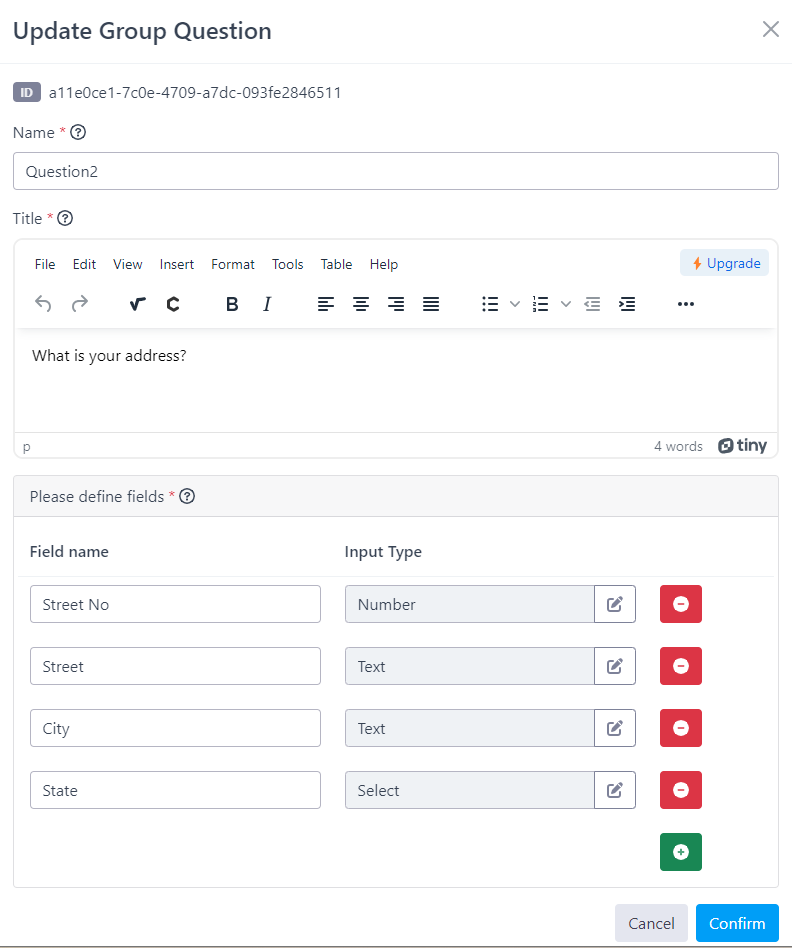 Update Group Question
ID a11e0ce1-7c0e-4709-a7dc-093fe2846511
Name *
Question2
Title *
File Edit View Insert Format Tools Table Help Upgrade
B I
What is your address?
p 4 words tiny
Please define fields *
Field name Input Type
Street No Number
Street Text
City Text
State Select
Cancel Confirm